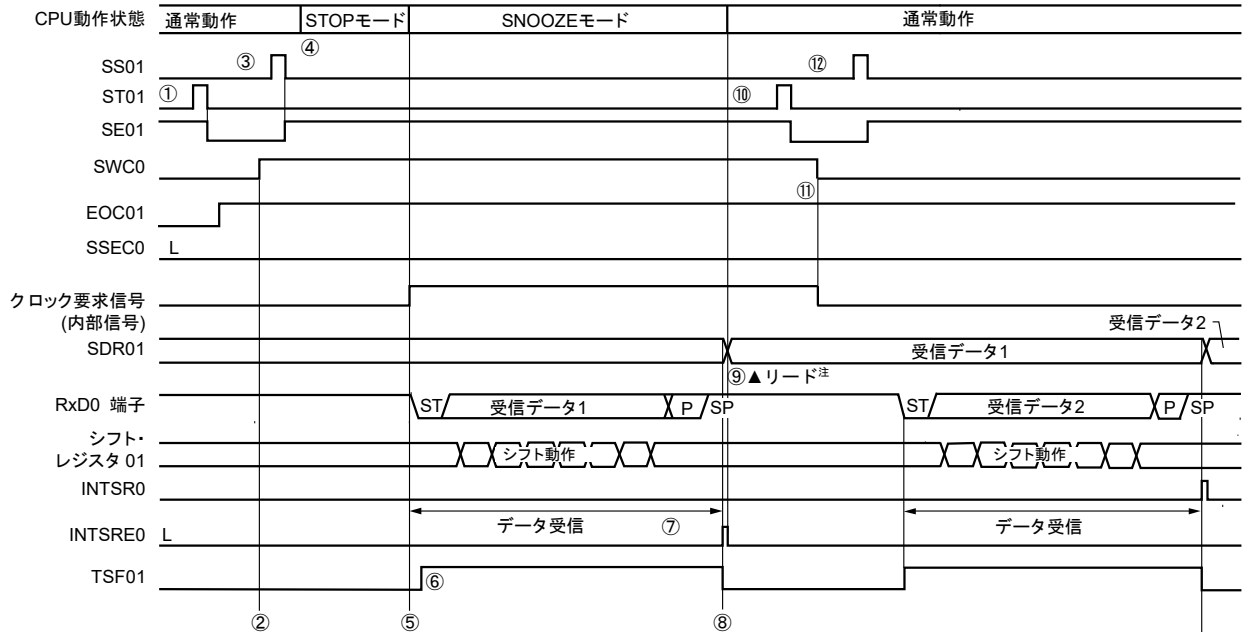 CPU動作状態 通常動作 STOPモード SNOOZEモード 通常動作
③ ④ ⑫
SS01
ST01 ① ⑩
SE01
SWC0
⑪
EOC01
SSEC0 L
クロック要求信号
(内部信号)
受信データ2
SDR01 受信データ1
⑨▲リード注
RxD0 端子 ST 受信データ1 P SP ST 受信データ2 P SP
シフト・
レジスタ 01 シフト動作 シフト動作
INTSR0
データ受信 ⑦ データ受信
INTSRE0 L
TSF01 ⑥
② ⑤ ⑧